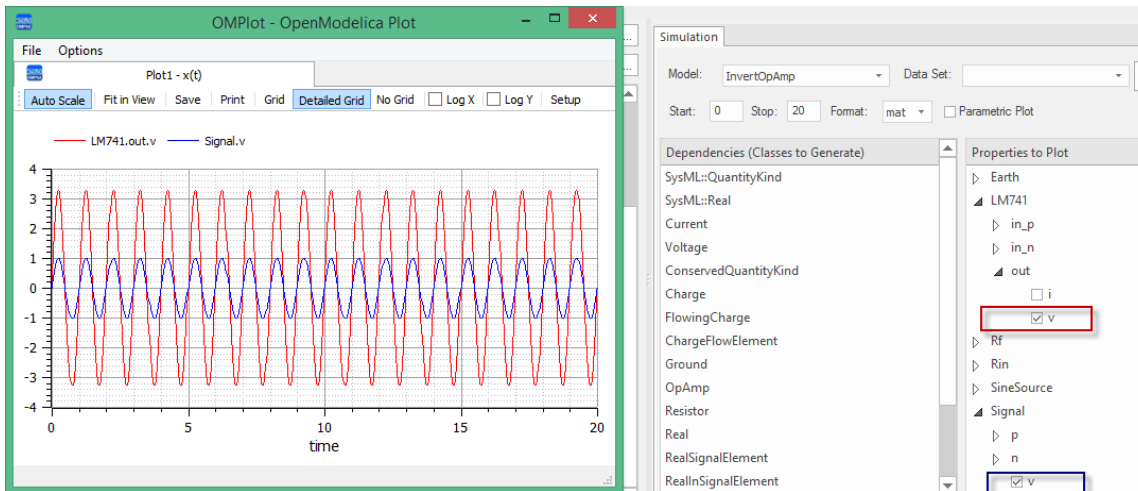 OMPlot - OpenModelica Plot
File Options
Plot1 - x(t)
Auto Scale Fit in View Save Print Grid Detailed Grid No Grid Log X Log Y Setup
LM741.out.v Signal.v
4
3
2
1
0
-1
-2
-3
-4
0 5 10 15 20
time
...
...
Simulation
Model: InvertOpAmp Data Set:
Start: 0 Stop: 20 Format: mat Parametric Plot
Dependencies (Classes to Generate)
SysML::QuantityKind
SysML::Real
Current
Voltage
ConservedQuantityKind
Charge
FlowingCharge
ChargeFlowElement
Ground
OpAmp
Resistor
Real
RealSignalElement
RealInSignalElement
Properties to Plot
Earth
LM741
in_p
in_n
out
i
v
Rf
Rin
SineSource
Signal
p
n
v